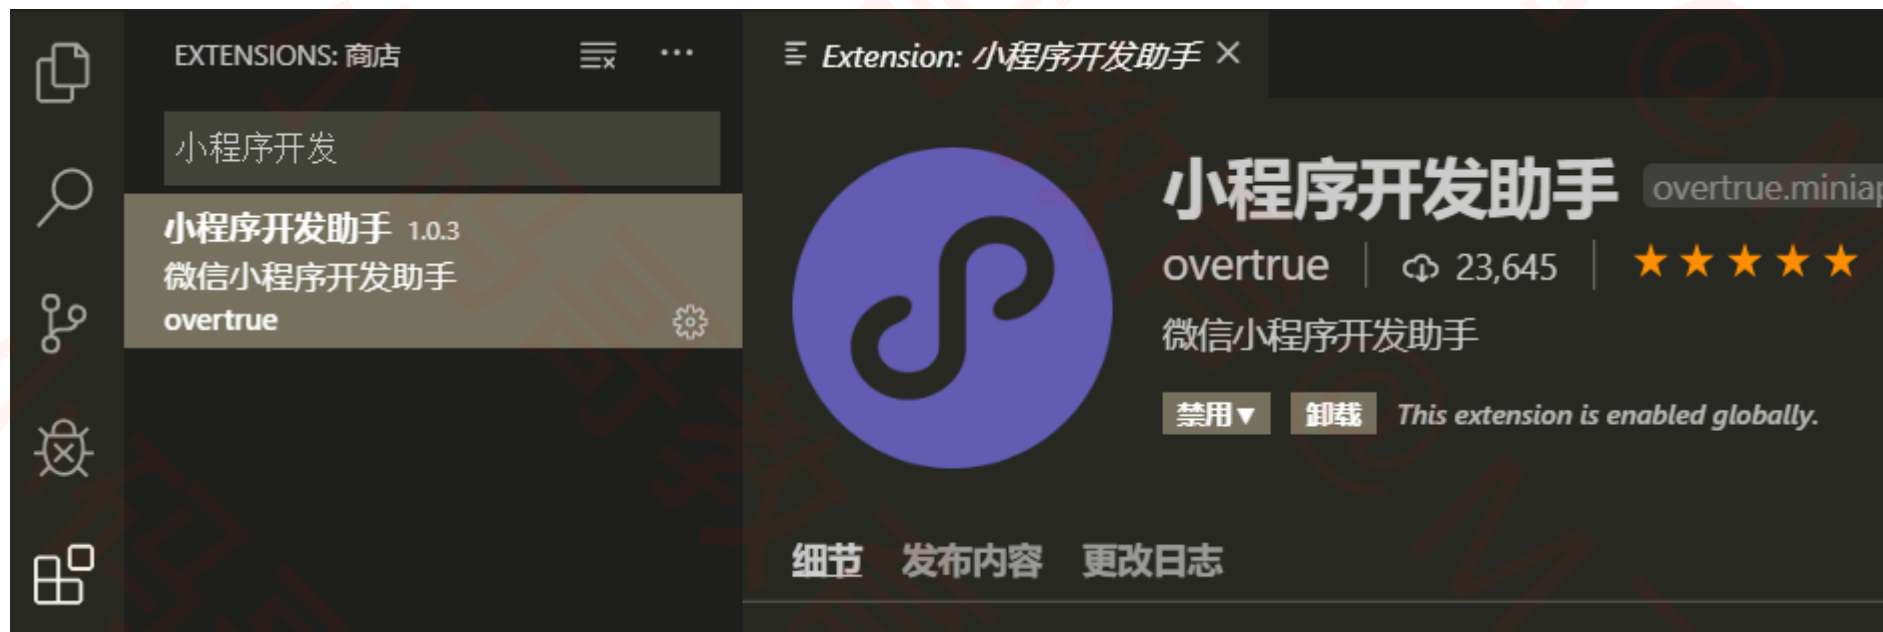 EXTENSIONS: 商店
小程序开发
小程序开发助手 1.0.3
微信小程序开发助手
overtrue
Extension: 小程序开发助手
小程序开发助手 overtrue.miniap
overtrue 23,645
微信小程序开发助手
禁用 卸载 This extension is enabled globally.
细节 发布内容 更改日志